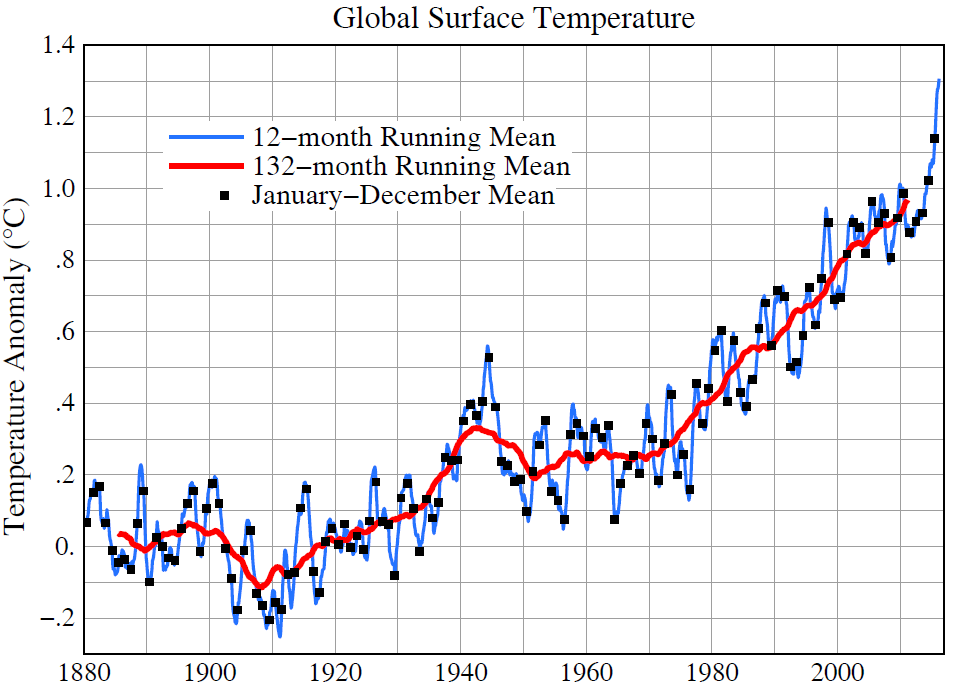 Global Surface Temperature
1.4
1.2
1.0
.8
.6
.4
.2
0.
−.2
Temperature Anomaly (°C)
12−month Running Mean
132−month Running Mean
January−December Mean
1880 1900 1920 1940 1960 1980 2000